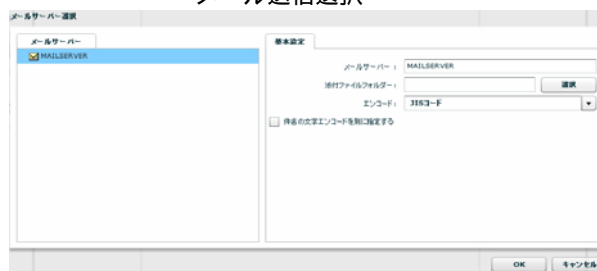 メール送信選択
メールサーバー選択
メールサーバー
MAILSERVER
基本設定
メールサーバー： MAILSERVER
添付ファイルフォルダー： 選択
エンコード： JISコード
件名の文字エンコードを別に指定する
OK キャンセル